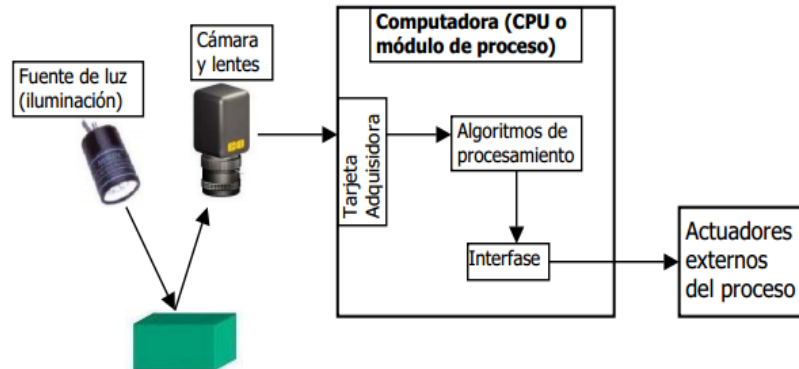 Fuente de luz
(iluminación)
Cámara
y lentes
Computadora (CPU o
módulo de proceso)
Tarjeta
Adquisidora
Algoritmos de
procesamiento
Interfase
Actuadores
externos
del proceso